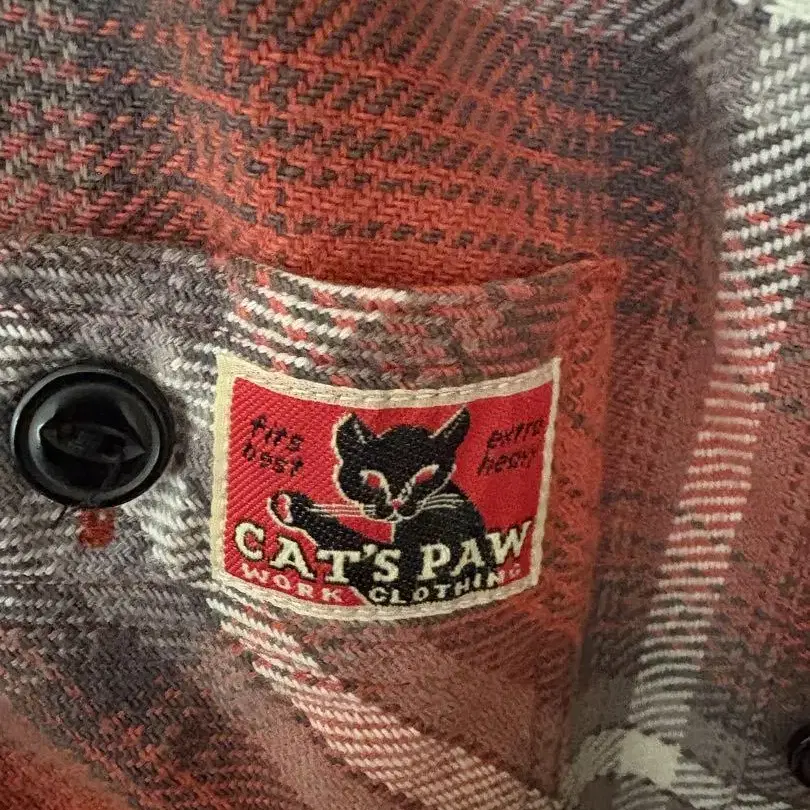 fits
best
extra
heavy
CAT'S PAW
WORK CLOTHING